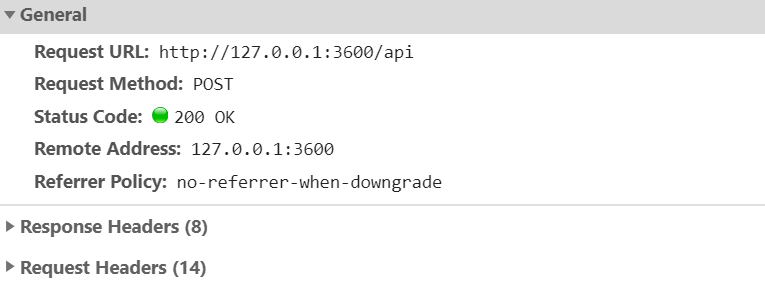 General
Request URL: http://127.0.0.1:3600/api
Request Method: POST
Status Code: 200 OK
Remote Address: 127.0.0.1:3600
Referrer Policy: no-referrer-when-downgrade
Response Headers (8)
Request Headers (14)